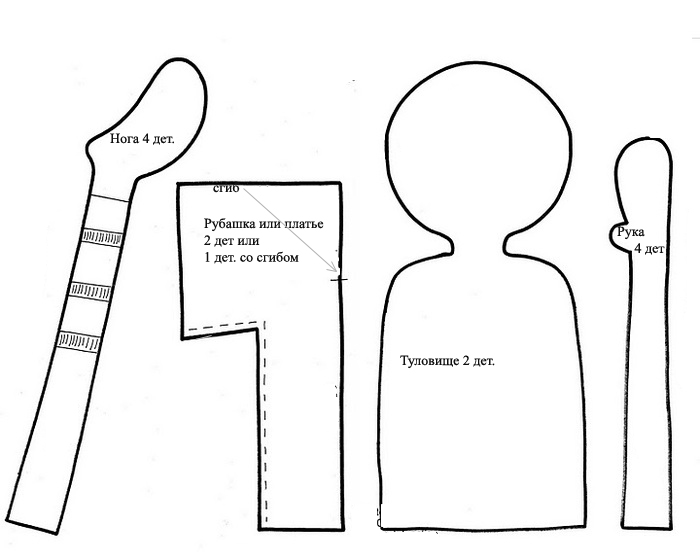 Нога 4 дет.
сгиб
Рубашка или платье
2 дет или
1 дет. со сгибом
Туловище 2 дет.
Рука
4 дет